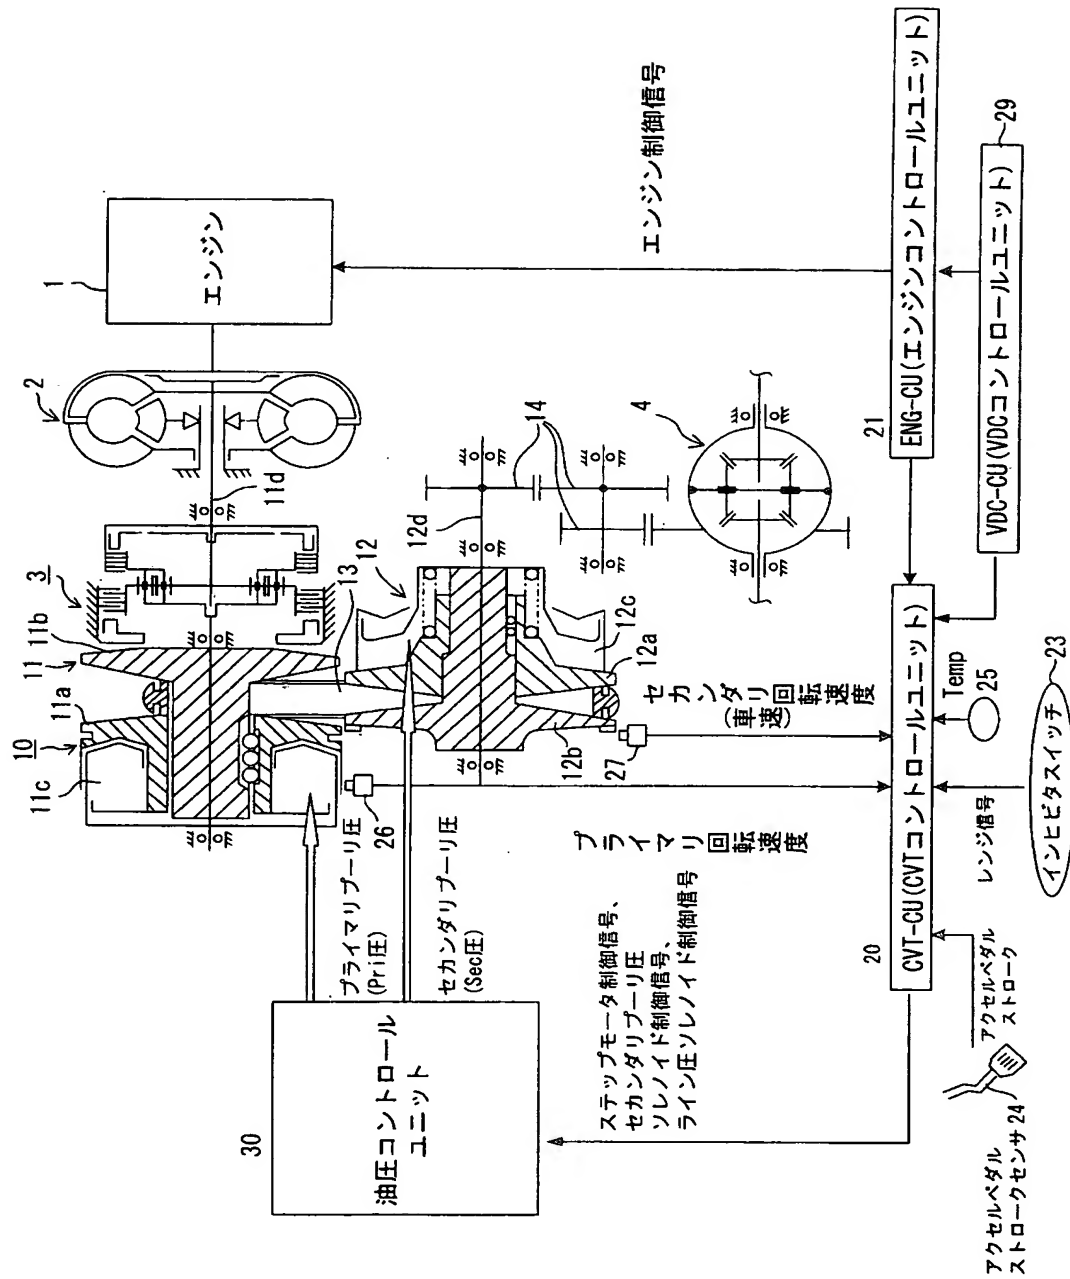 エンジン
1
2
3
11b
11
11a
10
11c
11d
13
12
12d
14
4
12c
12a
12b
27
26
エンジン制御信号
プライマリプーリ圧
(Pri圧)
セカンダリプーリ圧
(Sec圧)
セカンダリ回転速度
(車速)
プライマリ回転速度
30
油圧コントロール
ユニット
ステップモータ制御信号、
セカンダリプーリ圧
ソレノイド制御信号、
ライン圧ソレノイド制御信号
21
ENG-CU(エンジンコントロールユニット)
29
VDC-CU(VDCコントロールユニット)
20
CVT-CU(CVTコントロールユニット)
Temp
25
23
インヒビタスイッチ
レンジ信号
アクセルペダル
ストローク
アクセルペダル
ストロークセンサ 24